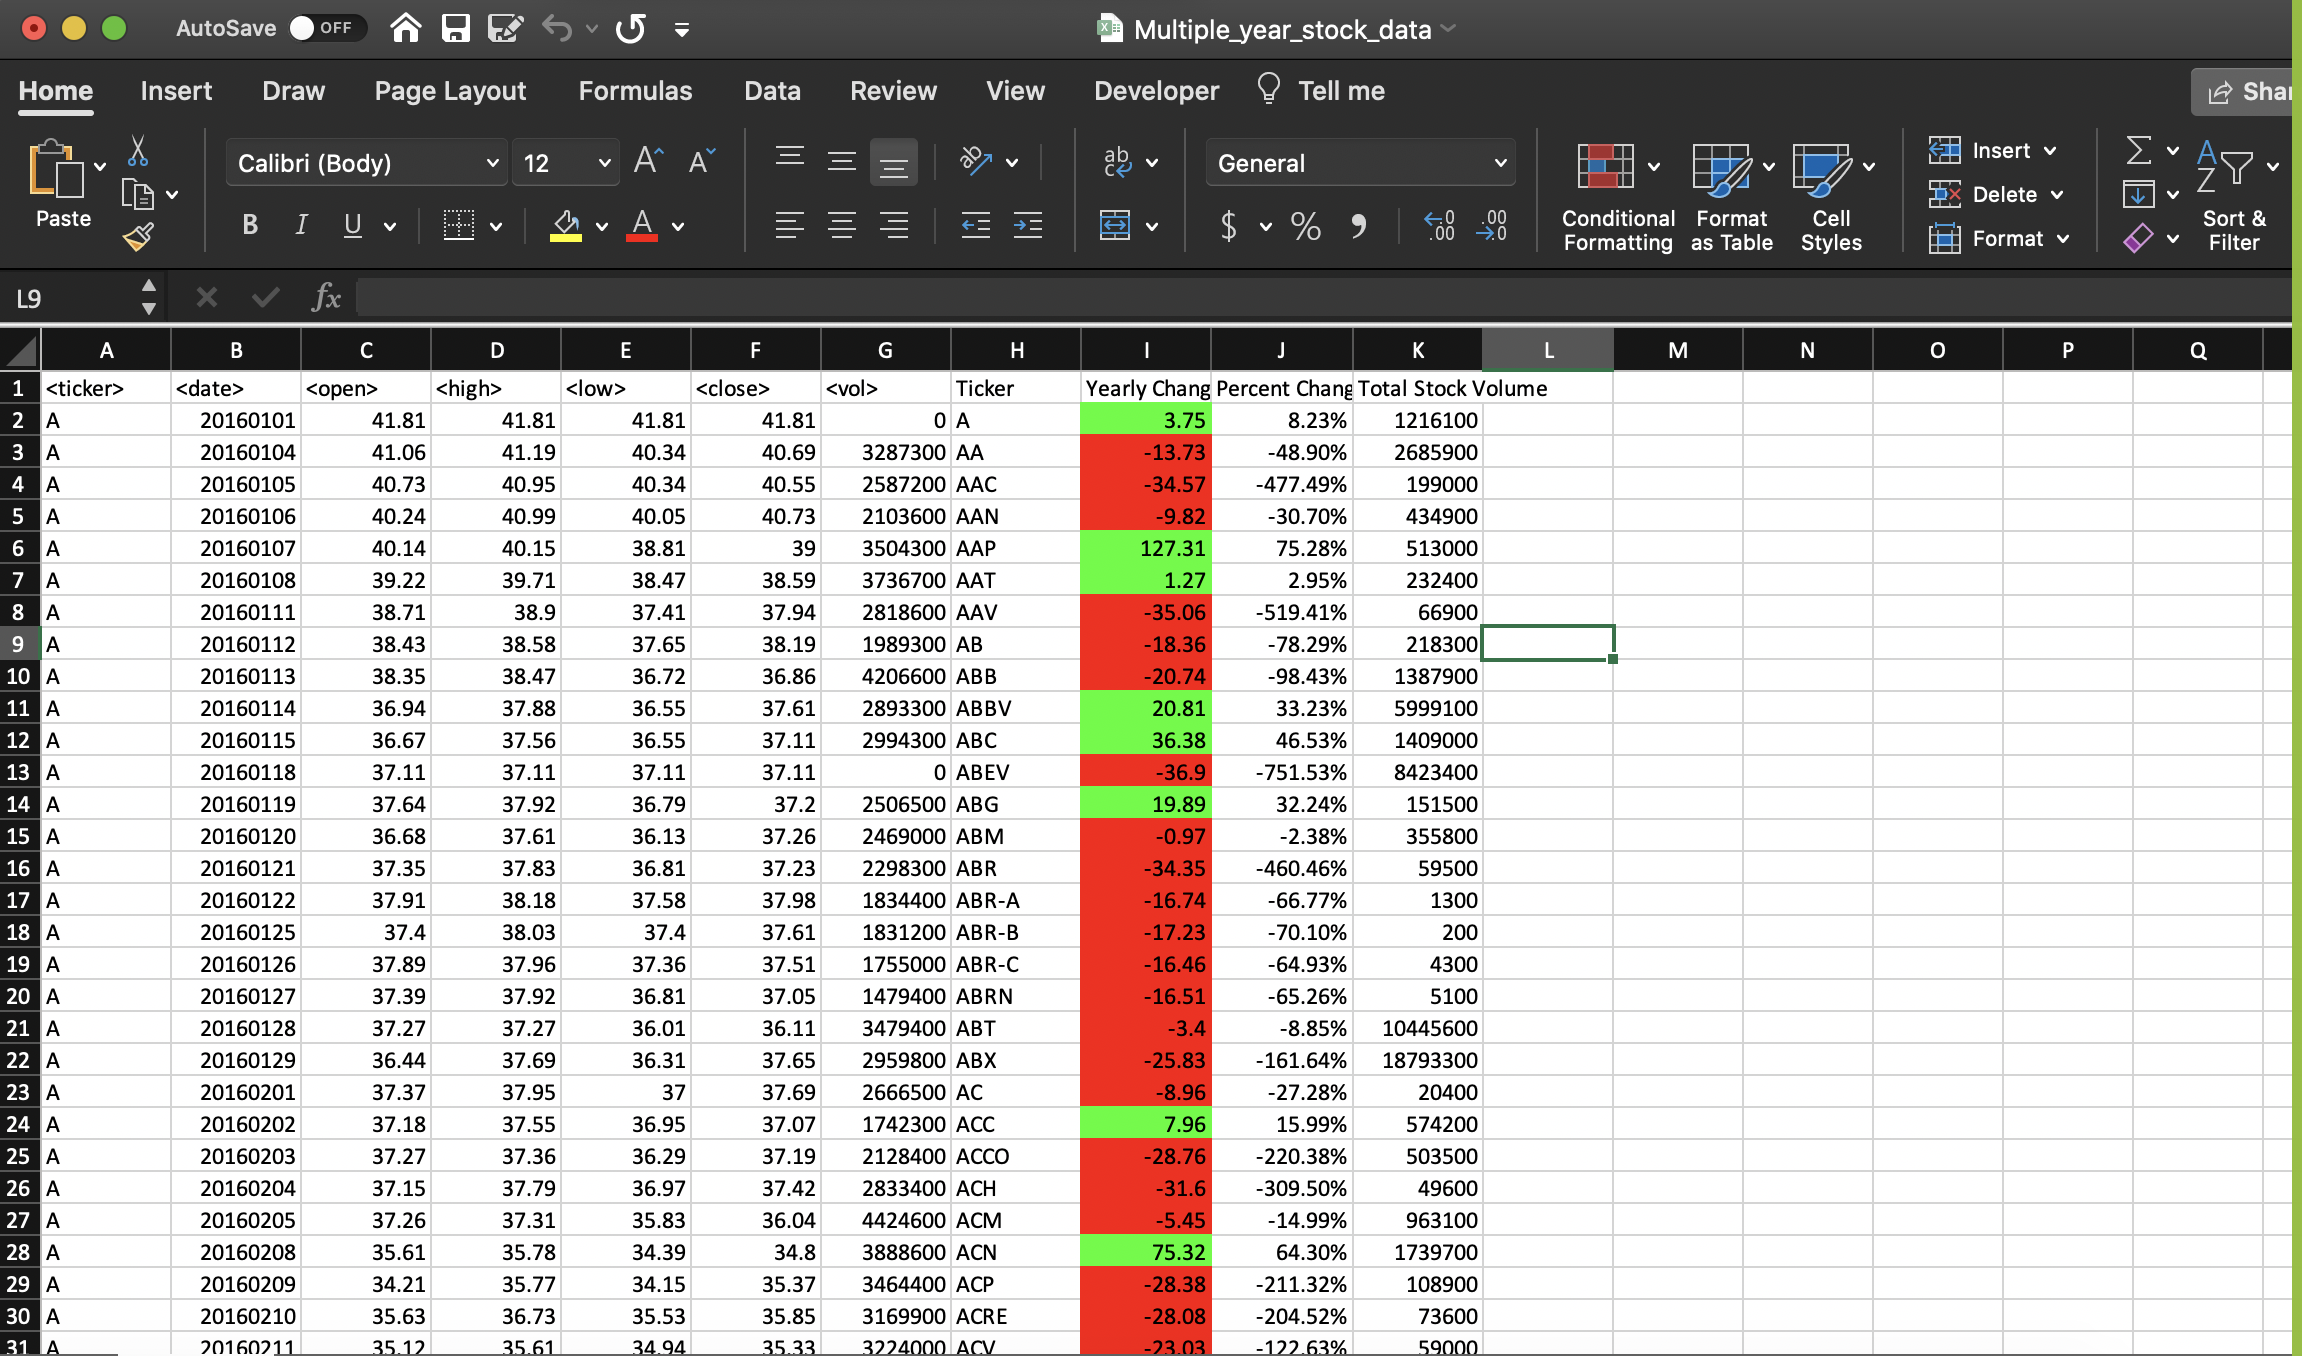 AutoSave OFF Multiple_year_stock_data
Home Insert Draw Page Layout Formulas Data Review View Developer Tell me
Paste Calibri (Body) 12 A A ab General Insert
B I U A $ % Conditional Formatting Format as Table Cell Styles Delete Format Sort & Filter
L9 fx
A B C D E F G H I J K L M N O P Q
1 <ticker> <date> <open> <high> <low> <close> <vol> Ticker Yearly Chang Percent Chang Total Stock Volume
2 A 20160101 41.81 41.81 41.81 41.81 0 A 3.75 8.23% 1216100
3 A 20160104 41.06 41.19 40.34 40.69 3287300 AA -13.73 -48.90% 2685900
4 A 20160105 40.73 40.95 40.34 40.55 2587200 AAC -34.57 -477.49% 199000
5 A 20160106 40.24 40.99 40.05 40.73 2103600 AAN -9.82 -30.70% 434900
6 A 20160107 40.14 40.15 38.81 39 3504300 AAP 127.31 75.28% 513000
7 A 20160108 39.22 39.71 38.47 38.59 3736700 AAT 1.27 2.95% 232400
8 A 20160111 38.71 38.9 37.41 37.94 2818600 AAV -35.06 -519.41% 66900
9 A 20160112 38.43 38.58 37.65 38.19 1989300 AB -18.36 -78.29% 218300
10 A 20160113 38.35 38.47 36.72 36.86 4206600 ABB -20.74 -98.43% 1387900
11 A 20160114 36.94 37.88 36.55 37.61 2893300 ABBV 20.81 33.23% 5999100
12 A 20160115 36.67 37.56 36.55 37.11 2994300 ABC 36.38 46.53% 1409000
13 A 20160118 37.11 37.11 37.11 37.11 0 ABEV -36.9 -751.53% 8423400
14 A 20160119 37.64 37.92 36.79 37.2 2506500 ABG 19.89 32.24% 151500
15 A 20160120 36.68 37.61 36.13 37.26 2469000 ABM -0.97 -2.38% 355800
16 A 20160121 37.35 37.83 36.81 37.23 2298300 ABR -34.35 -460.46% 59500
17 A 20160122 37.91 38.18 37.58 37.98 1834400 ABR-A -16.74 -66.77% 1300
18 A 20160125 37.4 38.03 37.4 37.61 1831200 ABR-B -17.23 -70.10% 200
19 A 20160126 37.89 37.96 37.36 37.51 1755000 ABR-C -16.46 -64.93% 4300
20 A 20160127 37.39 37.92 36.81 37.05 1479400 ABRN -16.51 -65.26% 5100
21 A 20160128 37.27 37.27 36.01 36.11 3479400 ABT -3.4 -8.85% 10445600
22 A 20160129 36.44 37.69 36.31 37.65 2959800 ABX -25.83 -161.64% 18793300
23 A 20160201 37.37 37.95 37 37.69 2666500 AC -8.96 -27.28% 20400
24 A 20160202 37.18 37.55 36.95 37.07 1742300 ACC 7.96 15.99% 574200
25 A 20160203 37.27 37.36 36.29 37.19 2128400 ACCO -28.76 -220.38% 503500
26 A 20160204 37.15 37.79 36.97 37.42 2833400 ACH -31.6 -309.50% 49600
27 A 20160205 37.26 37.31 35.83 36.04 4424600 ACM -5.45 -14.99% 963100
28 A 20160208 35.61 35.78 34.39 34.8 3888600 ACN 75.32 64.30% 1739700
29 A 20160209 34.21 35.77 34.15 35.37 3464400 ACP -28.38 -211.32% 108900
30 A 20160210 35.63 36.73 35.53 35.85 3169900 ACRE -28.08 -204.52% 73600
31 A 20160211 35.12 35.61 34.94 35.33 3224000 ACV -23.03 -122.63% 59000